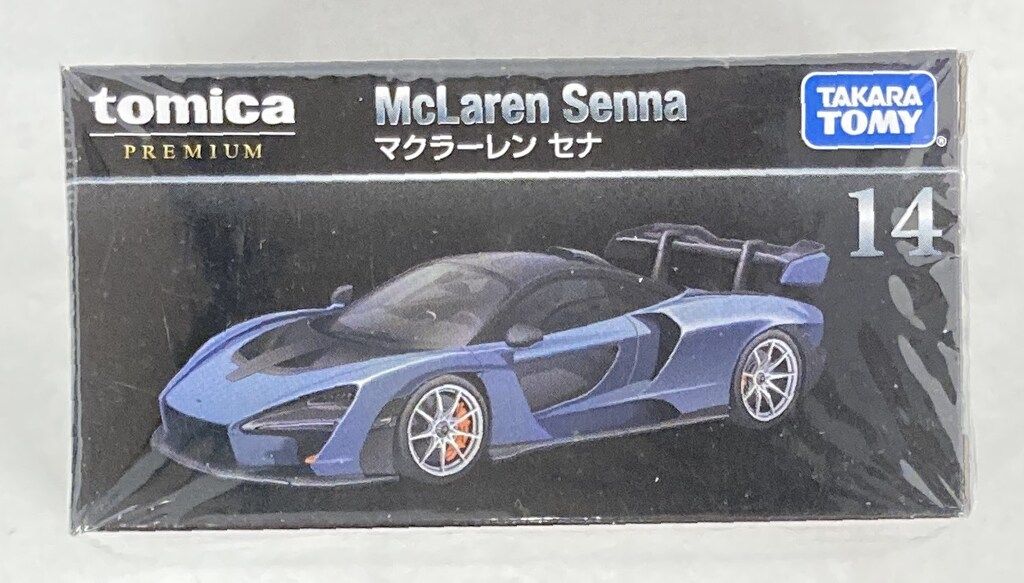 tomica
PREMIUM
McLaren Senna
マクラーレン セナ
TAKARA
TOMY®
14